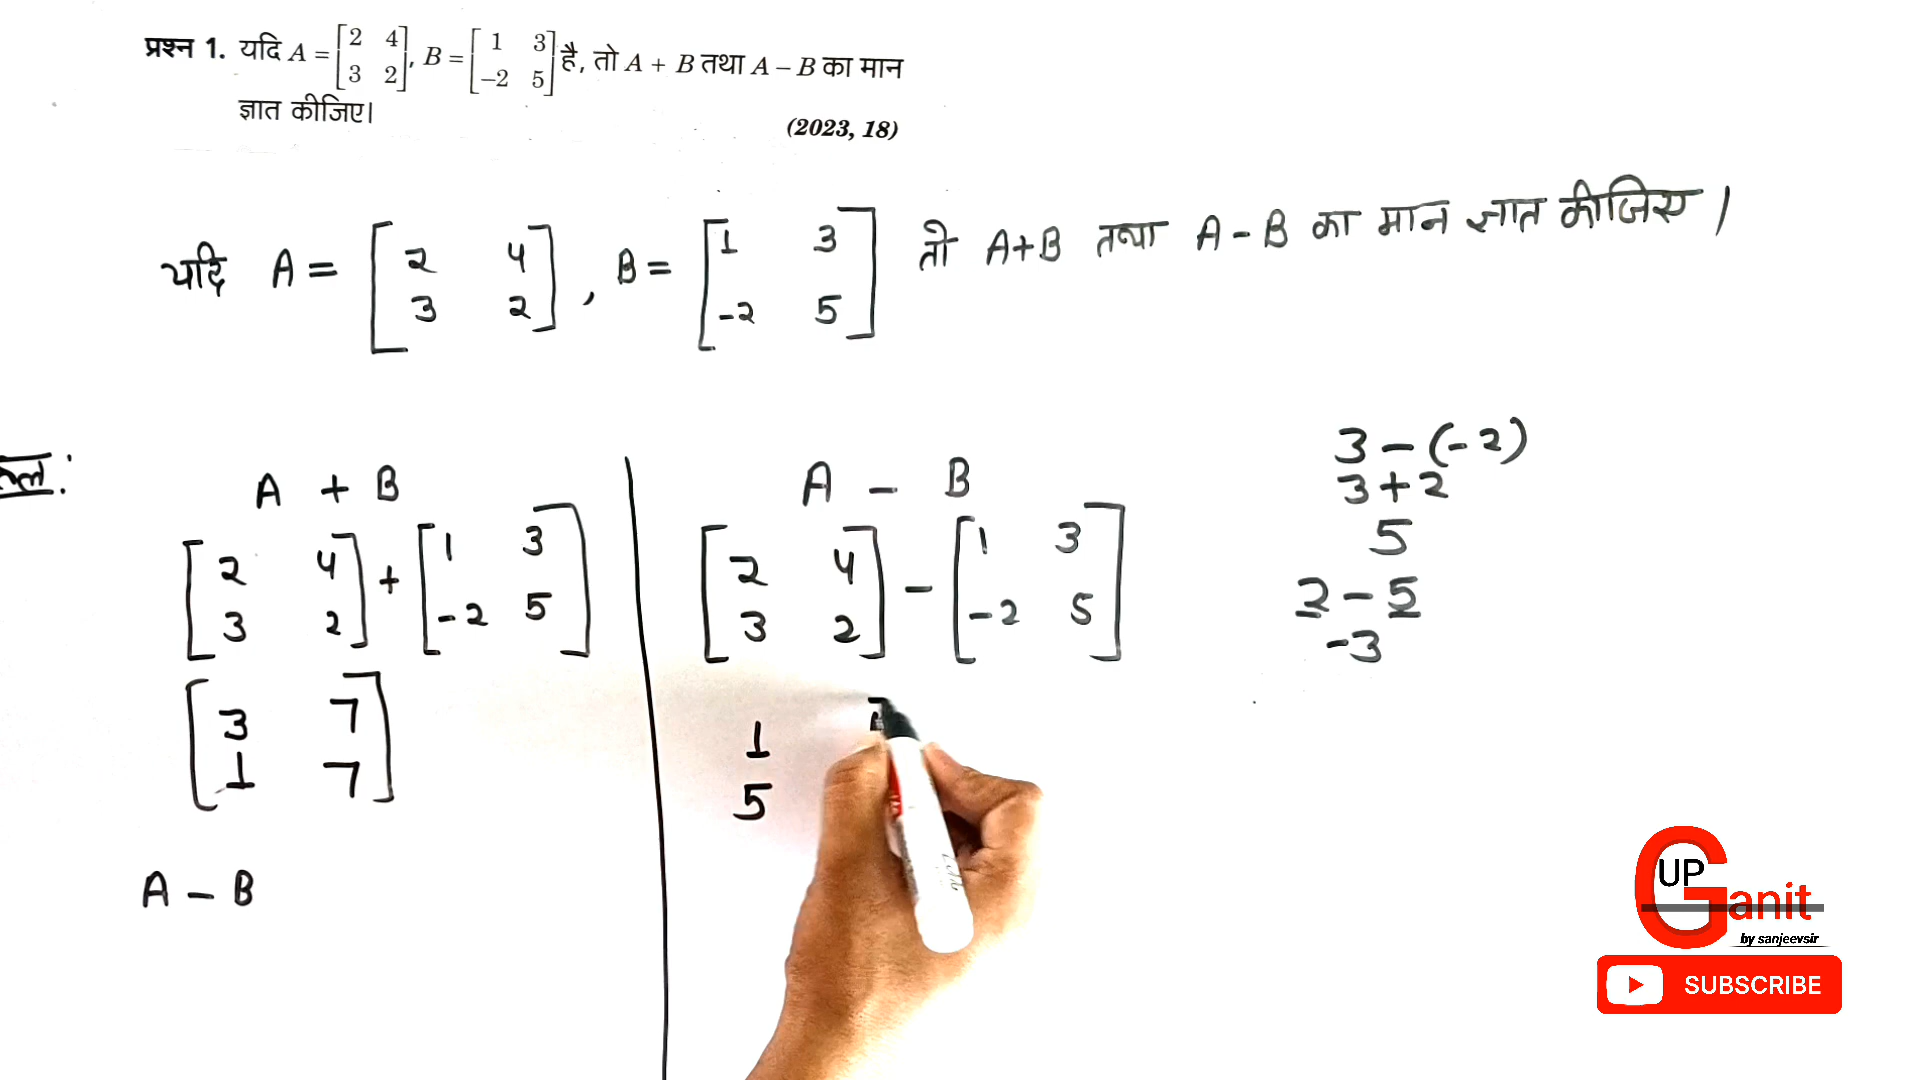 प्रश्न 1. यदि A = [2 4
3 2], B = [1 3
-2 5] है, तो A + B तथा A – B का मान
ज्ञात कीजिए।
(2023, 18)
यदि A = [2 4
3 2], B = [1 3
-2 5] तो A+B तथा A-B का मान ज्ञात कीजिए।
A + B
[2 4
3 2] + [1 3
-2 5]
[3 7
1 7]
A - B
A - B
[2 4
3 2] - [1 3
-2 5]
1
5
3-(-2)
3+2
5
2-5
-3
UP
Ganit
by sanjeevsir
SUBSCRIBE